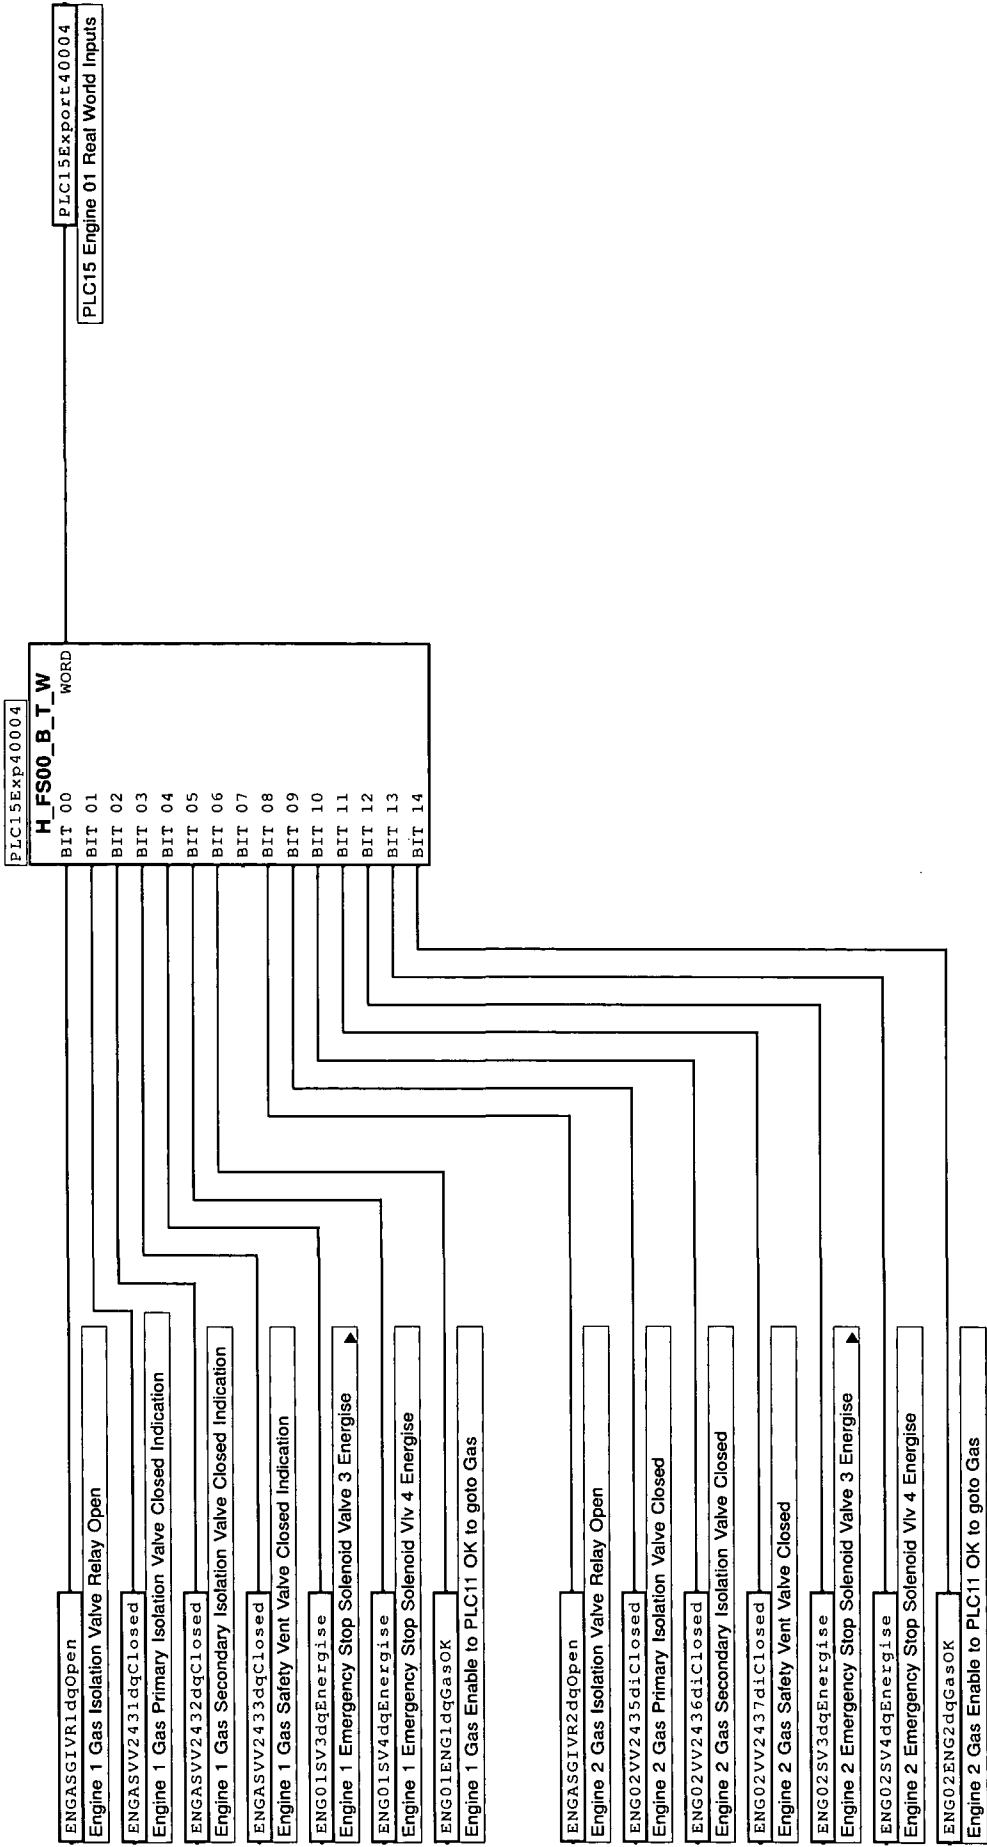 PLC15Exp40004
H_FS00_B_T_W
BIT 00
WORD
BIT 01
BIT 02
BIT 03
BIT 04
BIT 05
BIT 06
BIT 07
BIT 08
BIT 09
BIT 10
BIT 11
BIT 12
BIT 13
BIT 14
ENGASGIVR1dqOpen
Engine 1 Gas Isolation Valve Relay Open
ENGASVV2431dqClosed
Engine 1 Gas Primary Isolation Valve Closed Indication
ENGASVV2432dqClosed
Engine 1 Gas Secondary Isolation Valve Closed Indication
ENGASVV2433dqClosed
Engine 1 Gas Safety Vent Valve Closed Indication
ENG01SV3dqEnergise
Engine 1 Emergency Stop Solenoid Valve 3 Energise
ENG01SV4dqEnergise
Engine 1 Emergency Stop Solenoid Vlv 4 Energise
ENG01ENG1dqGasOK
Engine 1 Gas Enable to PLC11 OK to goto Gas
ENGASGIVR2dqOpen
Engine 2 Gas Isolation Valve Relay Open
ENG02VV2435diClosed
Engine 2 Gas Primary Isolation Valve Closed
ENG02VV2436diClosed
Engine 2 Gas Secondary Isolation Valve Closed
ENG02VV2437diClosed
Engine 2 Gas Safety Vent Valve Closed
ENG02SV3dqEnergise
Engine 2 Emergency Stop Solenoid Valve 3 Energise
ENG02SV4dqEnergise
Engine 2 Emergency Stop Solenoid Vlv 4 Energise
ENG02ENG2dqGasOK
Engine 2 Gas Enable to PLC11 OK to goto Gas
PLC15Export40004
PLC15 Engine 01 Real World Inputs